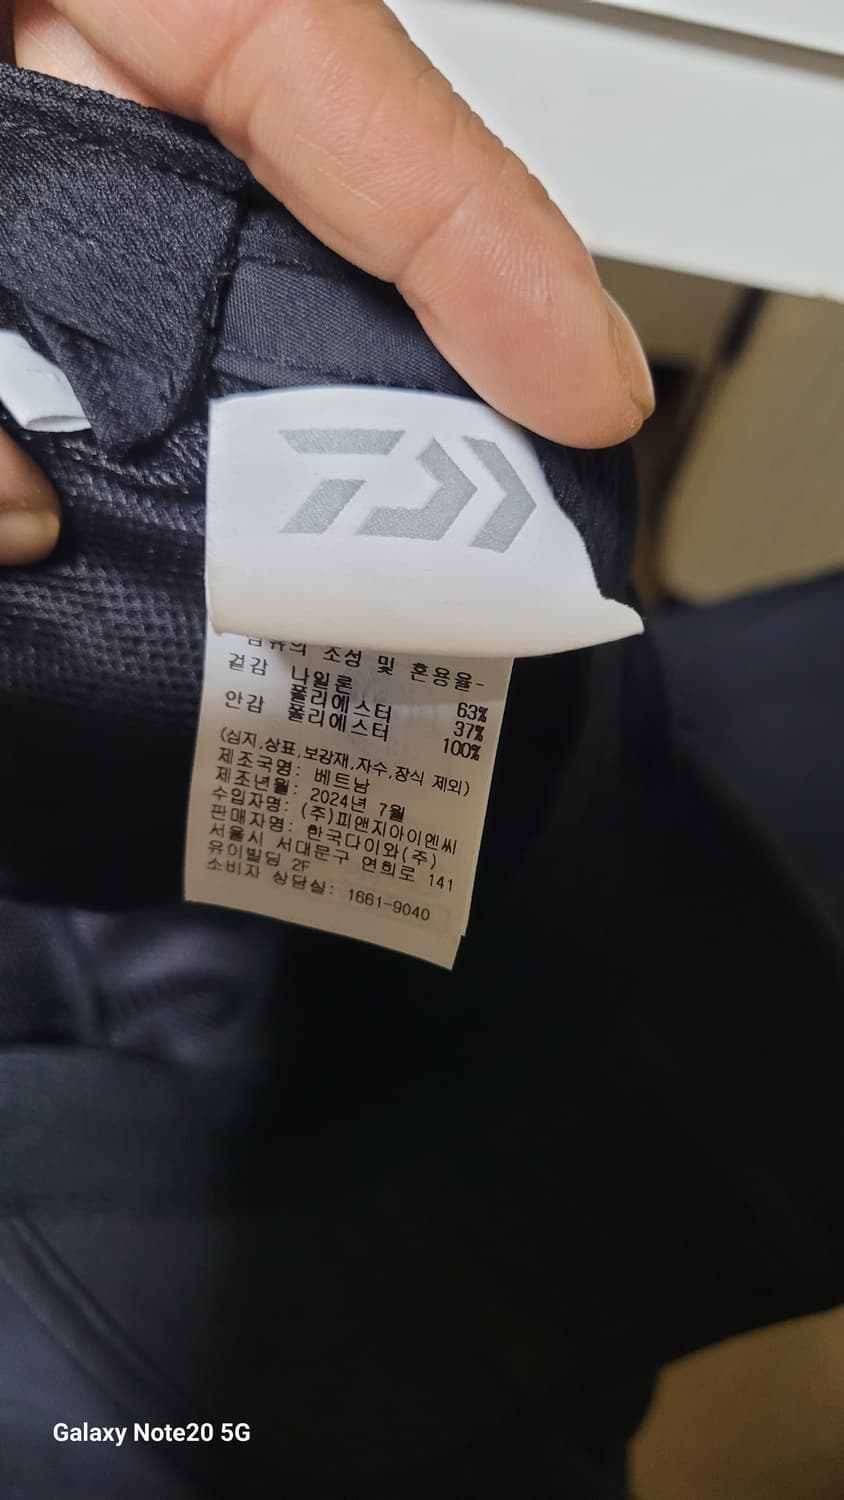 섬유의 조성 및 혼용율-
겉감 나일론 63%
폴리에스터 37%
안감 폴리에스터 100%
(심지,상표,보강재,자수,장식 제외)
제조국명: 베트남
제조년월: 2024년 7월
수입자명: (주)피앤지아이엔씨
판매자명: 한국다이와(주)
서울시 서대문구 연희로 141
유이빌딩 2F
소비자 상담실: 1661-9040
Galaxy Note20 5G